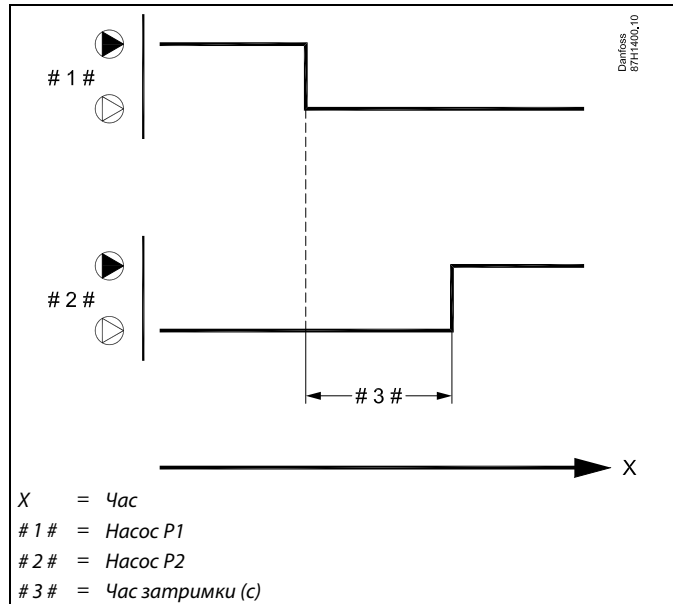 Danfoss
87H1400.10
# 1 #
# 2 #
# 3 #
X
X = Час
# 1 # = Насос P1
# 2 # = Насос P2
# 3 # = Час затримки (с)